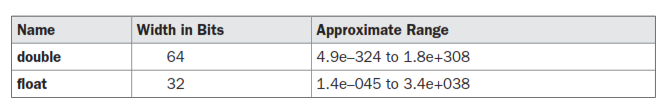 Name Width in Bits Approximate Range
double 64 4.9e–324 to 1.8e+308
float 32 1.4e–045 to 3.4e+038